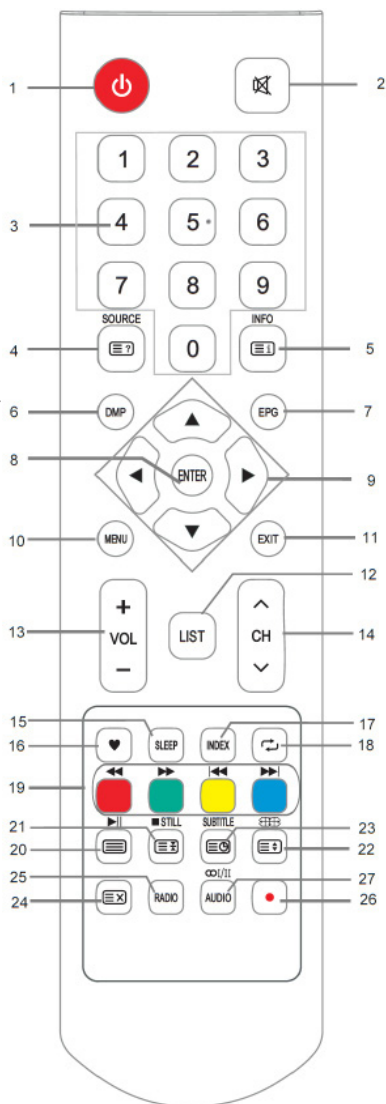 1
2
1 2 3
3
4 5 6
7 8 9
SOURCE INFO
4
?
0
i
5
6
DMP
EPG
7
8
ENTER
9
10
MENU
EXIT
11
12
+ ^
13
VOL
LIST
CH
14
−
15
17
16
SLEEP
INDEX
18
19
■ STILL SUBTITLE
21
23
20
22
25
I/II
27
24
X
RADIO
AUDIO
26